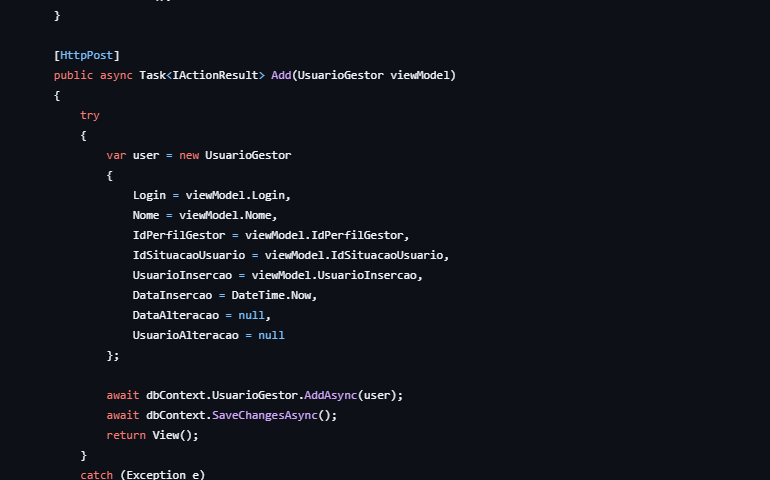 }
[HttpPost]
public async Task<IActionResult> Add(UsuarioGestor viewModel)
{
try
{
var user = new UsuarioGestor
{
Login = viewModel.Login,
Nome = viewModel.Nome,
IdPerfilGestor = viewModel.IdPerfilGestor,
IdSituacaoUsuario = viewModel.IdSituacaoUsuario,
UsuarioInsercao = viewModel.UsuarioInsercao,
DataInsercao = DateTime.Now,
DataAlteracao = null,
UsuarioAlteracao = null
};
await dbContext.UsuarioGestor.AddAsync(user);
await dbContext.SaveChangesAsync();
return View();
}
catch (Exception e)